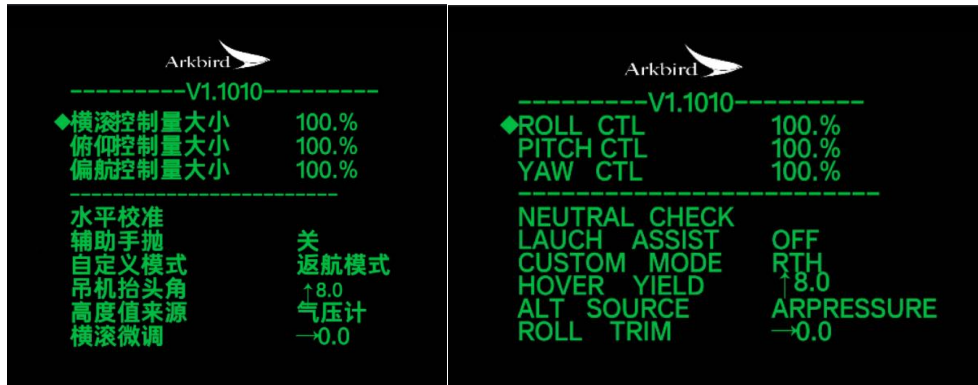 Arkbird
---------V1.1010---------
◆横滚控制量大小 100.%
俯仰控制量大小 100.%
偏航控制量大小 100.%
-------------------------
水平校准
辅助手抛 关
自定义模式 返航模式
吊机抬头角 ↑8.0
高度值来源 气压计
横滚微调 →0.0
Arkbird
---------V1.1010---------
◆ROLL CTL 100.%
PITCH CTL 100.%
YAW CTL 100.%
-------------------------
NEUTRAL CHECK
LAUCH ASSIST OFF
CUSTOM MODE RTH
HOVER YIELD ↑8.0
ALT SOURCE ARPRESSURE
ROLL TRIM →0.0